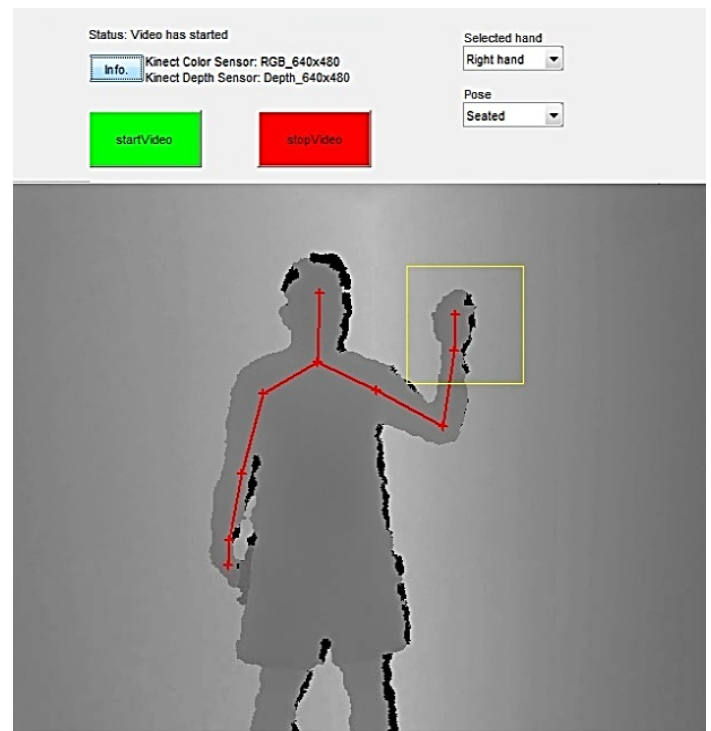 Status: Video has started
Info.
Kinect Color Sensor: RGB_640x480
Kinect Depth Sensor: Depth_640x480
startVideo
stopVideo
Selected hand
Right hand
Pose
Seated